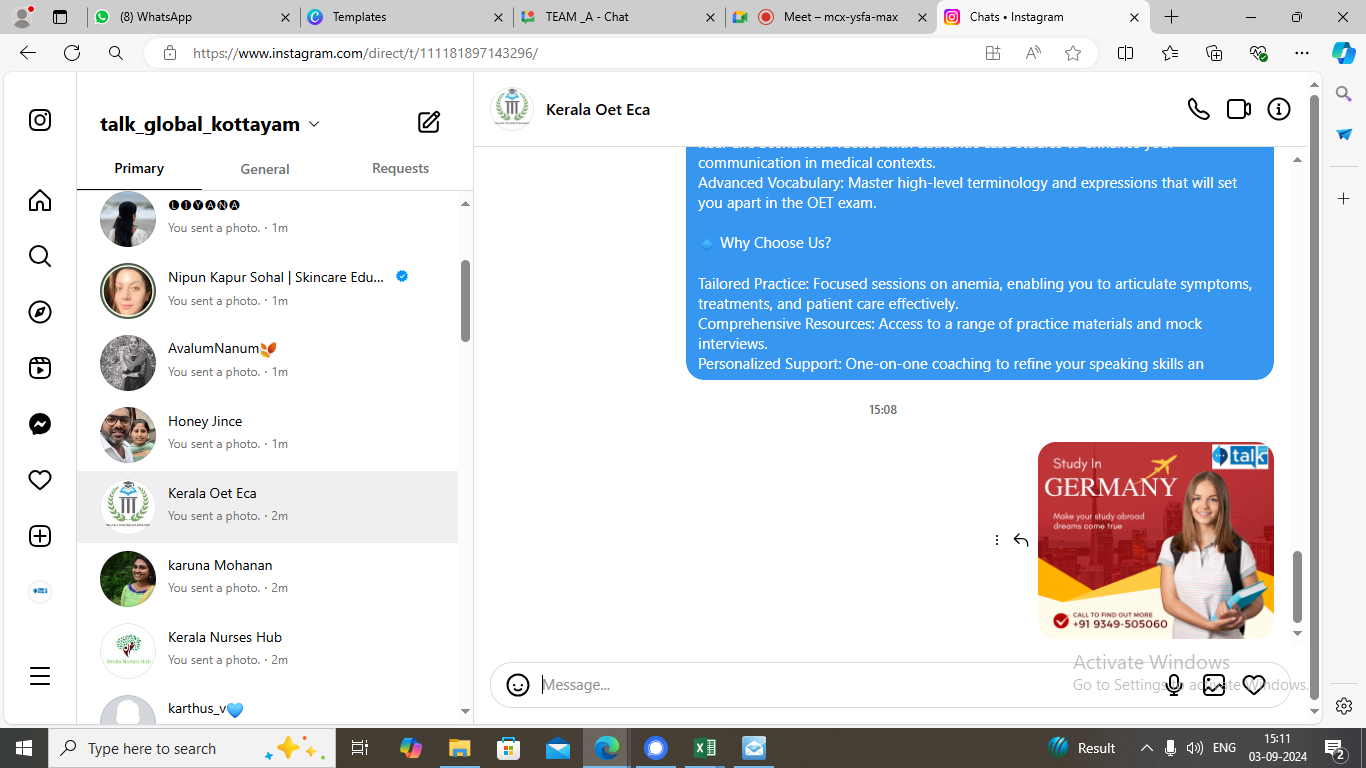 (8) WhatsApp
Templates
TEAM _A - Chat
Meet – mcx-ysfa-max
Chats • Instagram
https://www.instagram.com/direct/t/111181897143296/
talk_global_kottayam
Primary
General
Requests
🅛🅘🅨🅐🅝🅐
You sent a photo. · 1m
Nipun Kapur Sohal | Skincare Edu...
You sent a photo. · 1m
AvalumNanum
You sent a photo. · 1m
Honey Jince
You sent a photo. · 1m
Kerala Oet Eca
You sent a photo. · 2m
karuna Mohanan
You sent a photo. · 2m
Kerala Nurses Hub
Kerala Nurses Hub
You sent a photo. · 2m
karthus_v💙
Kerala Oet Eca
communication in medical contexts.
Advanced Vocabulary: Master high-level terminology and expressions that will set
you apart in the OET exam.
🔹 Why Choose Us?
Tailored Practice: Focused sessions on anemia, enabling you to articulate symptoms,
treatments, and patient care effectively.
Comprehensive Resources: Access to a range of practice materials and mock
interviews.
Personalized Support: One-on-one coaching to refine your speaking skills an
15:08
talk
Study In
GERMANY
Make your study abroad
dreams come true
CALL TO FIND OUT MORE
+91 9349-505060
Message...
Activate Windows
Go to Settings to activate Windows.
Type here to search
Result
ENG
15:11
03-09-2024
2